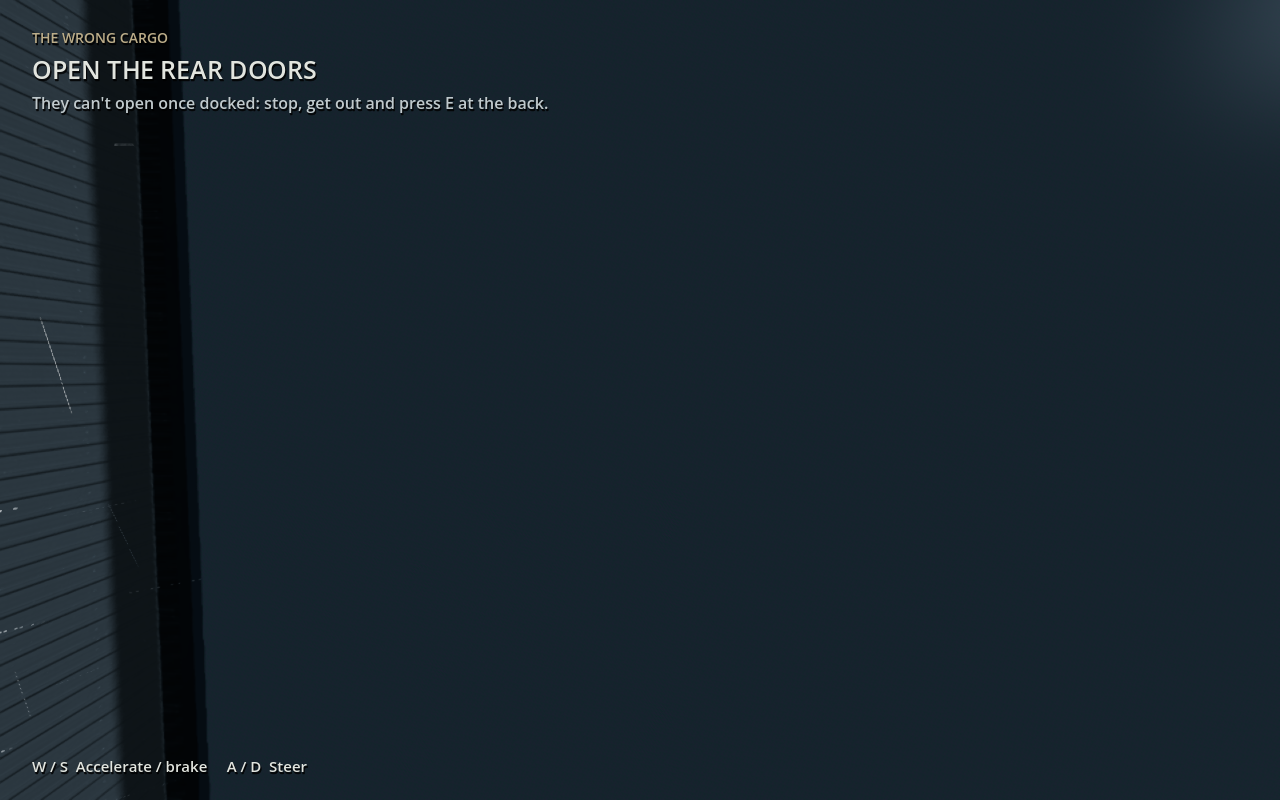 THE WRONG CARGO
OPEN THE REAR DOORS
They can't open once docked: stop, get out and press E at the back.
W / S Accelerate / brake A / D Steer